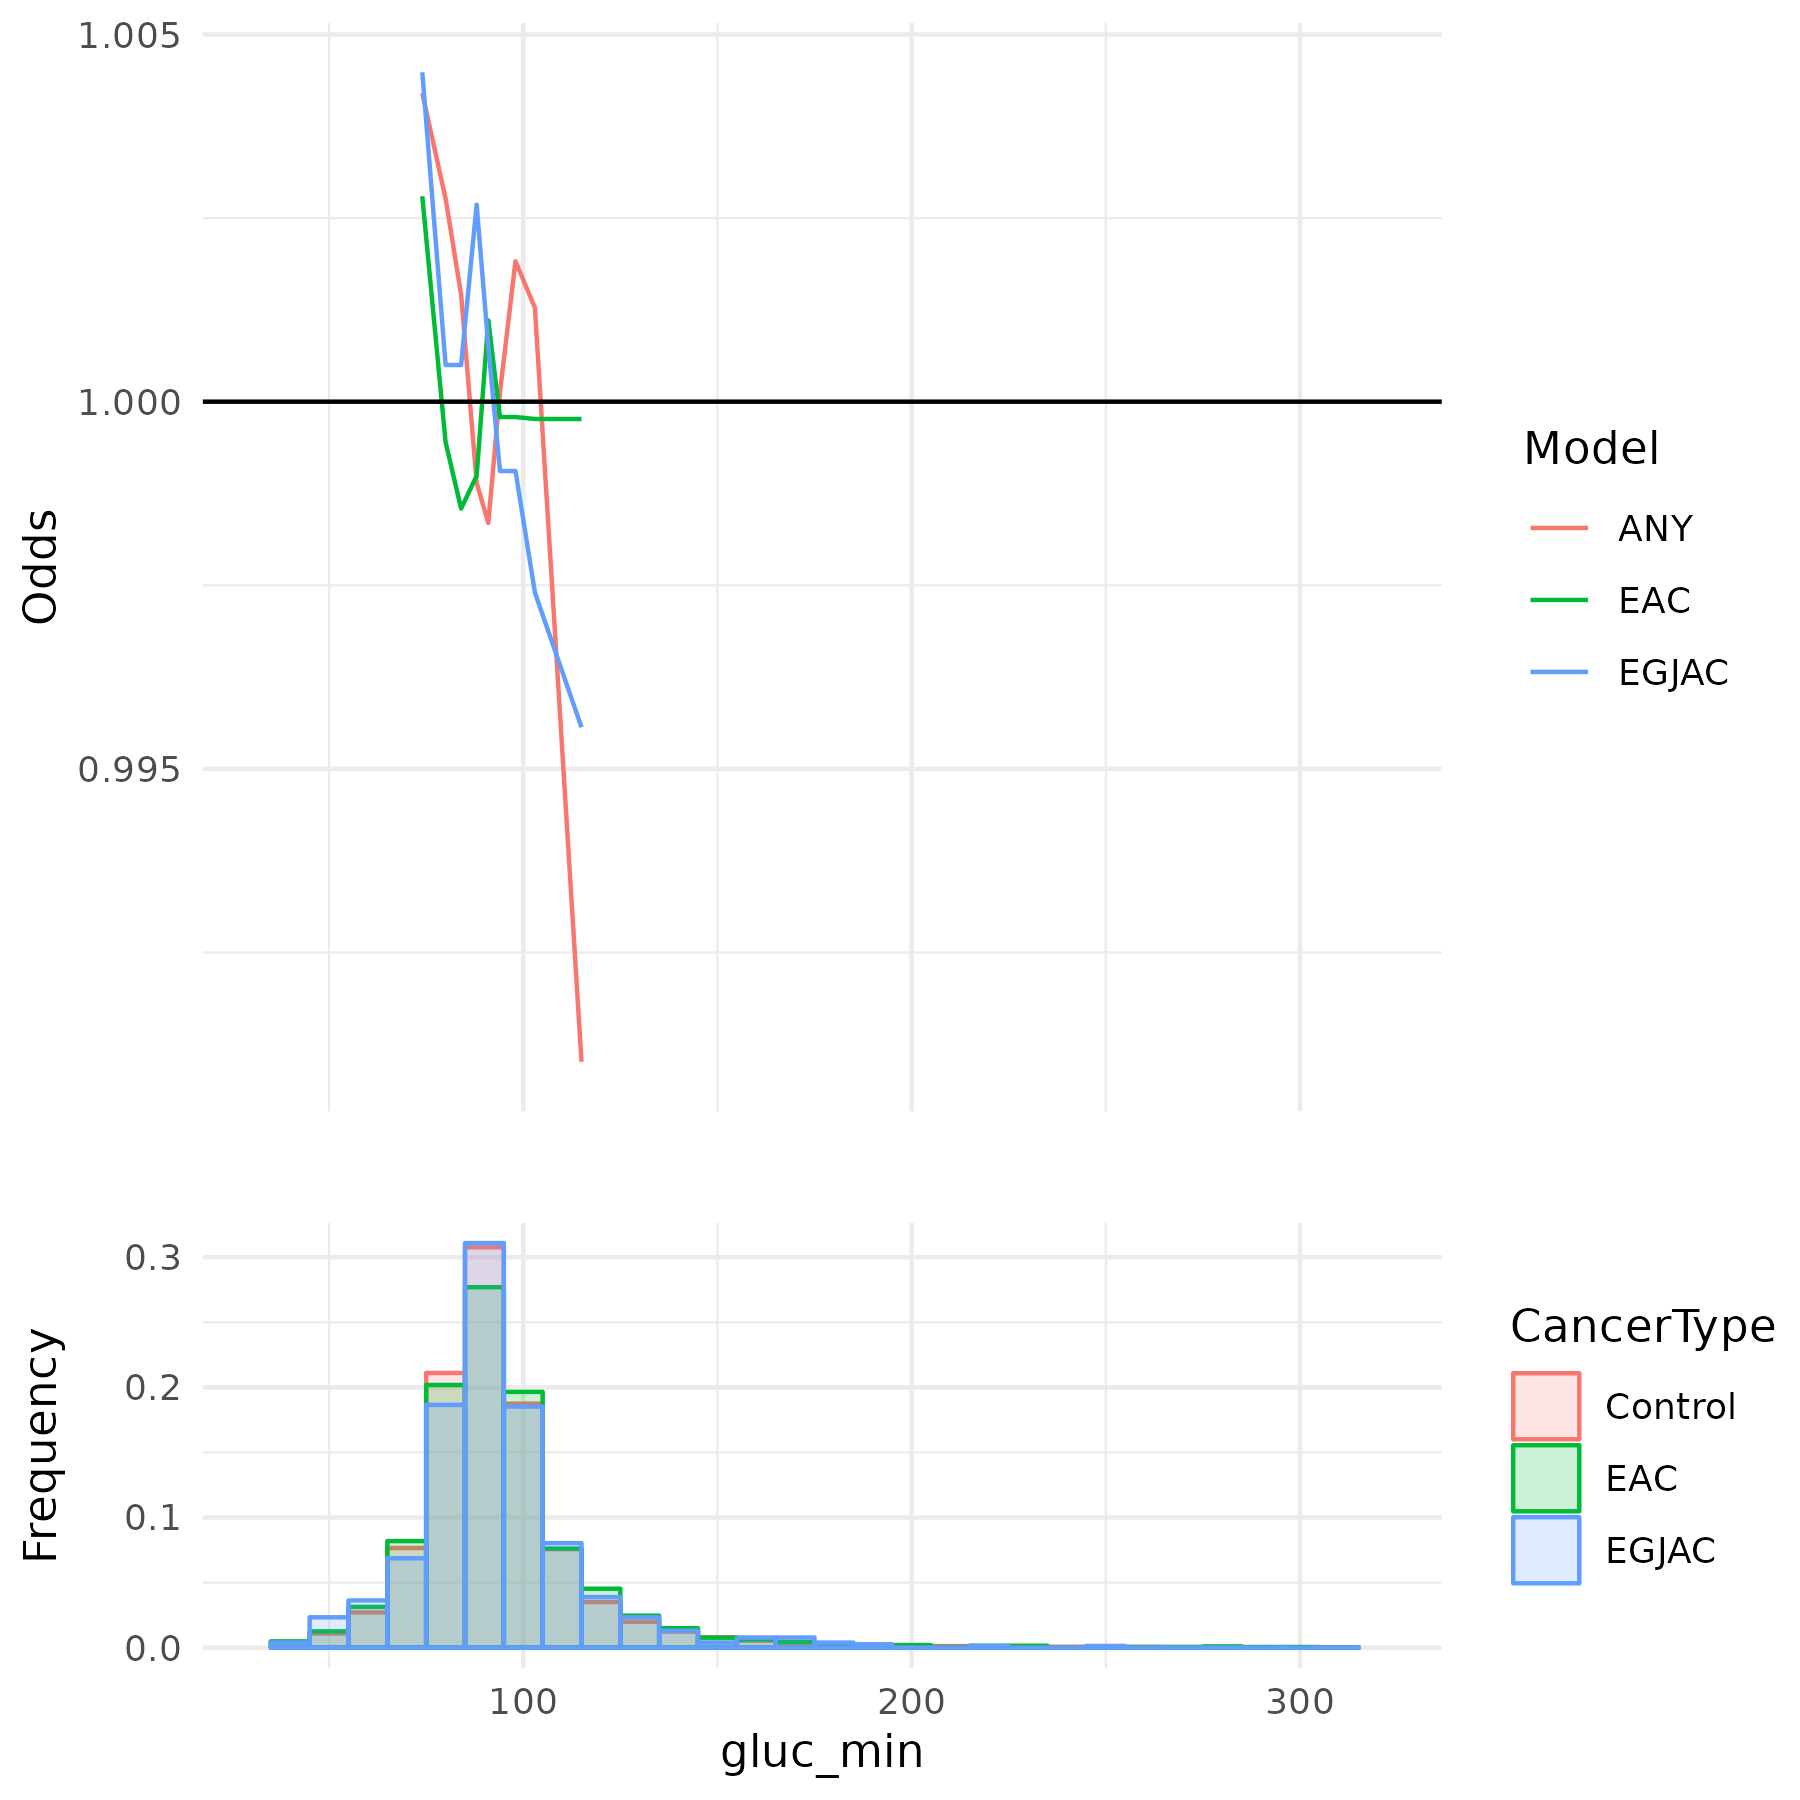 1.005
1.000
0.995
Odds
Model
ANY
EAC
EGJAC
0.3
0.2
0.1
0.0
Frequency
100
200
300
gluc_min
CancerType
Control
EAC
EGJAC